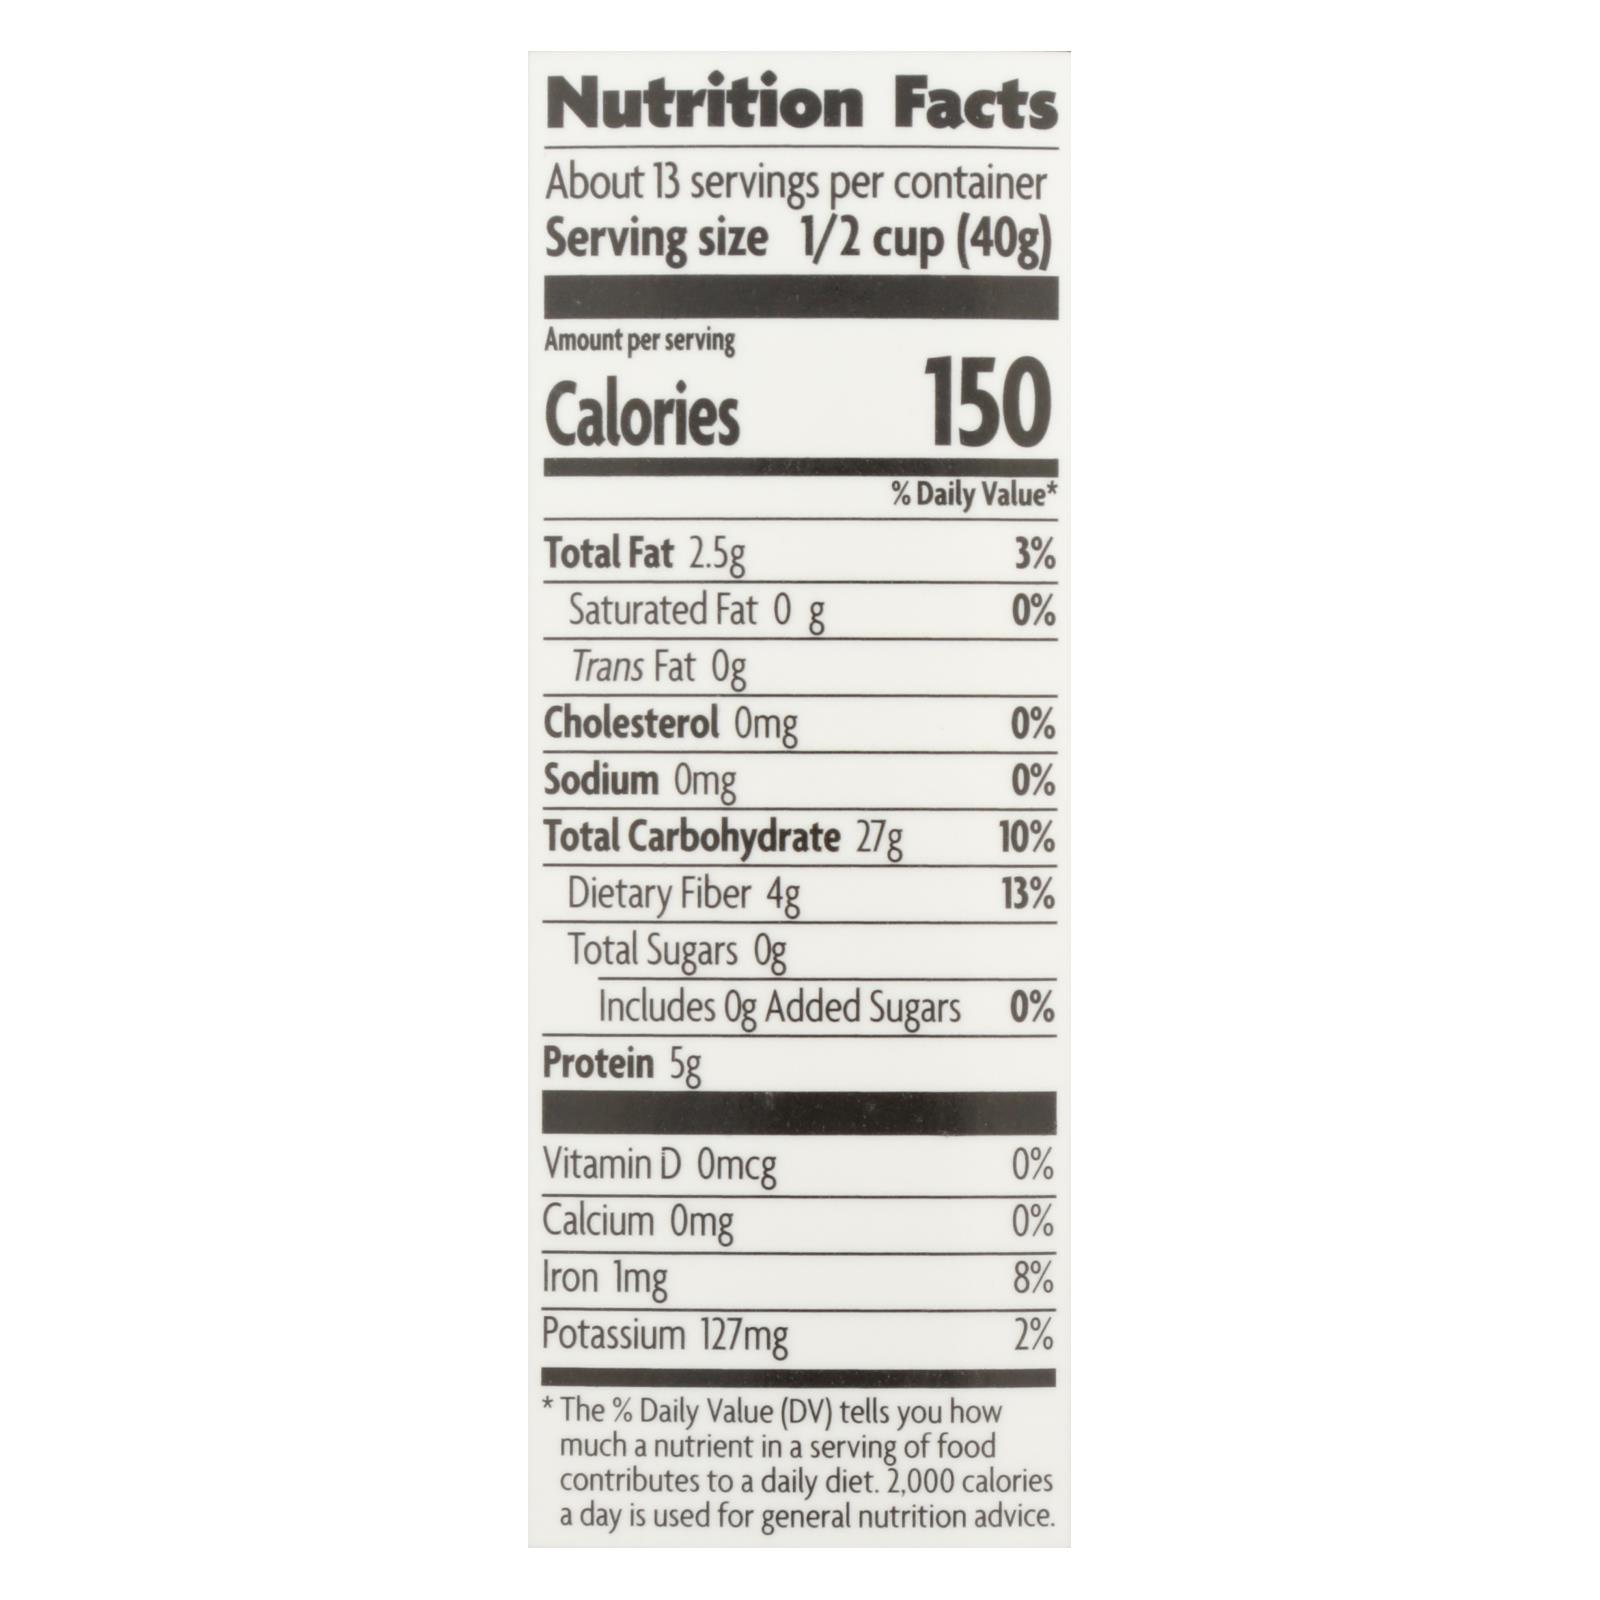 Nutrition Facts
About 13 servings per container
Serving size 1/2 cup (40g)
Amount per serving
Calories 150
% Daily Value*
Total Fat 2.5g 3%
Saturated Fat 0 g 0%
Trans Fat 0g
Cholesterol 0mg 0%
Sodium 0mg 0%
Total Carbohydrate 27g 10%
Dietary Fiber 4g 13%
Total Sugars 0g
Includes 0g Added Sugars 0%
Protein 5g
Vitamin D 0mcg 0%
Calcium 0mg 0%
Iron 1mg 8%
Potassium 127mg 2%
* The % Daily Value (DV) tells you how
much a nutrient in a serving of food
contributes to a daily diet. 2,000 calories
a day is used for general nutrition advice.